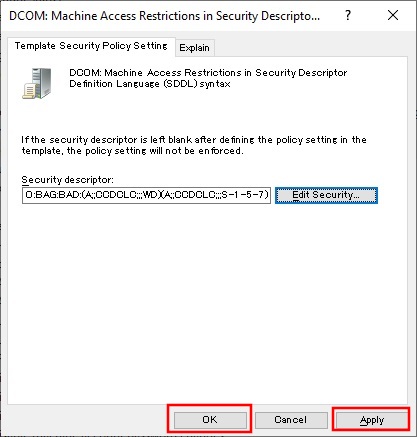 DCOM: Machine Access Restrictions in Security Descripto...
Template Security Policy Setting
Explain
DCOM: Machine Access Restrictions in Security Descriptor
Definition Language (SDDL) syntax
If the security descriptor is left blank after defining the policy setting in the
template, the policy setting will not be enforced.
Security descriptor:
O:BAG:BAD:(A;;CCDCLC;;;WD)(A;;CCDCLC;;;S-1-5-7)
Edit Security...
OK
Cancel
Apply